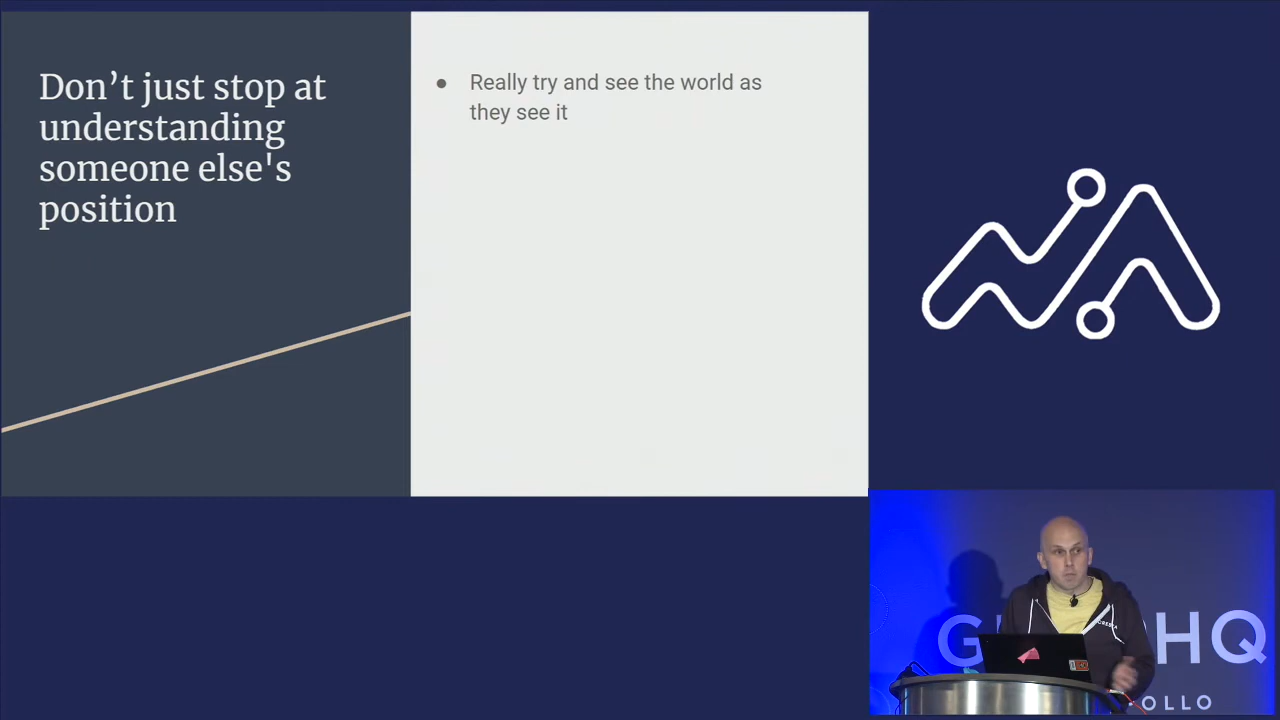 Don’t just stop at
understanding
someone else's
position
● Really try and see the world as
they see it
HQ
OLLO